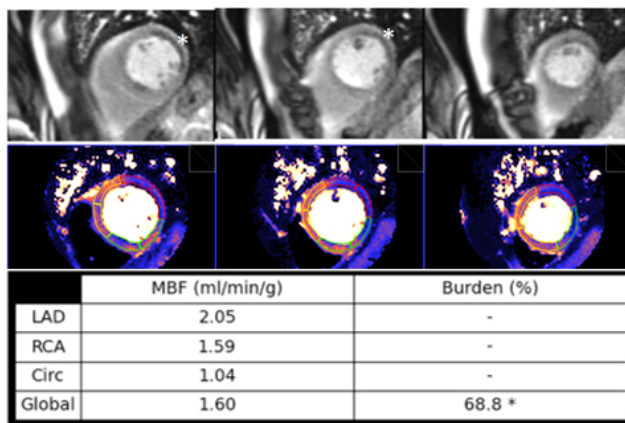 *
*
MBF (ml/min/g) Burden (%)
LAD 2.05 -
RCA 1.59 -
Circ 1.04 -
Global 1.60 68.8 *